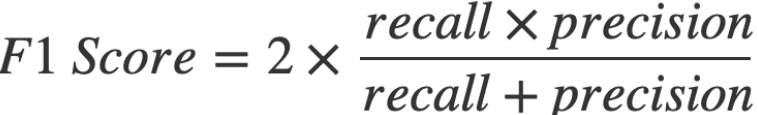 F1 Score = 2 × recall × precision
recall + precision